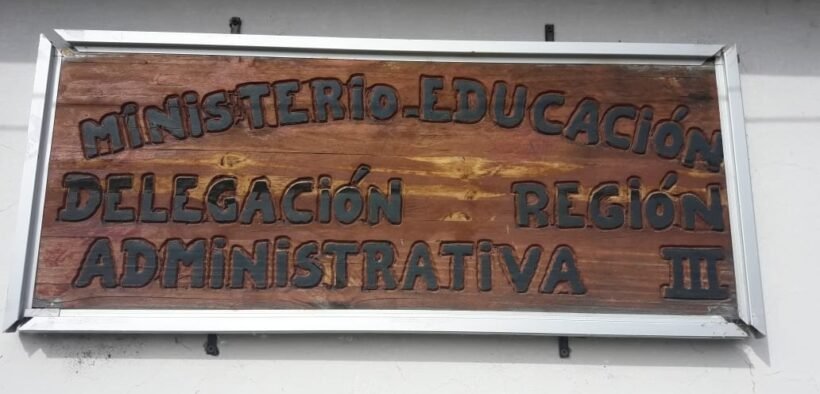 MINISTERIO-EDUCACIÓN
DELEGACIÓN REGIÓN
ADMINISTRATIVA III